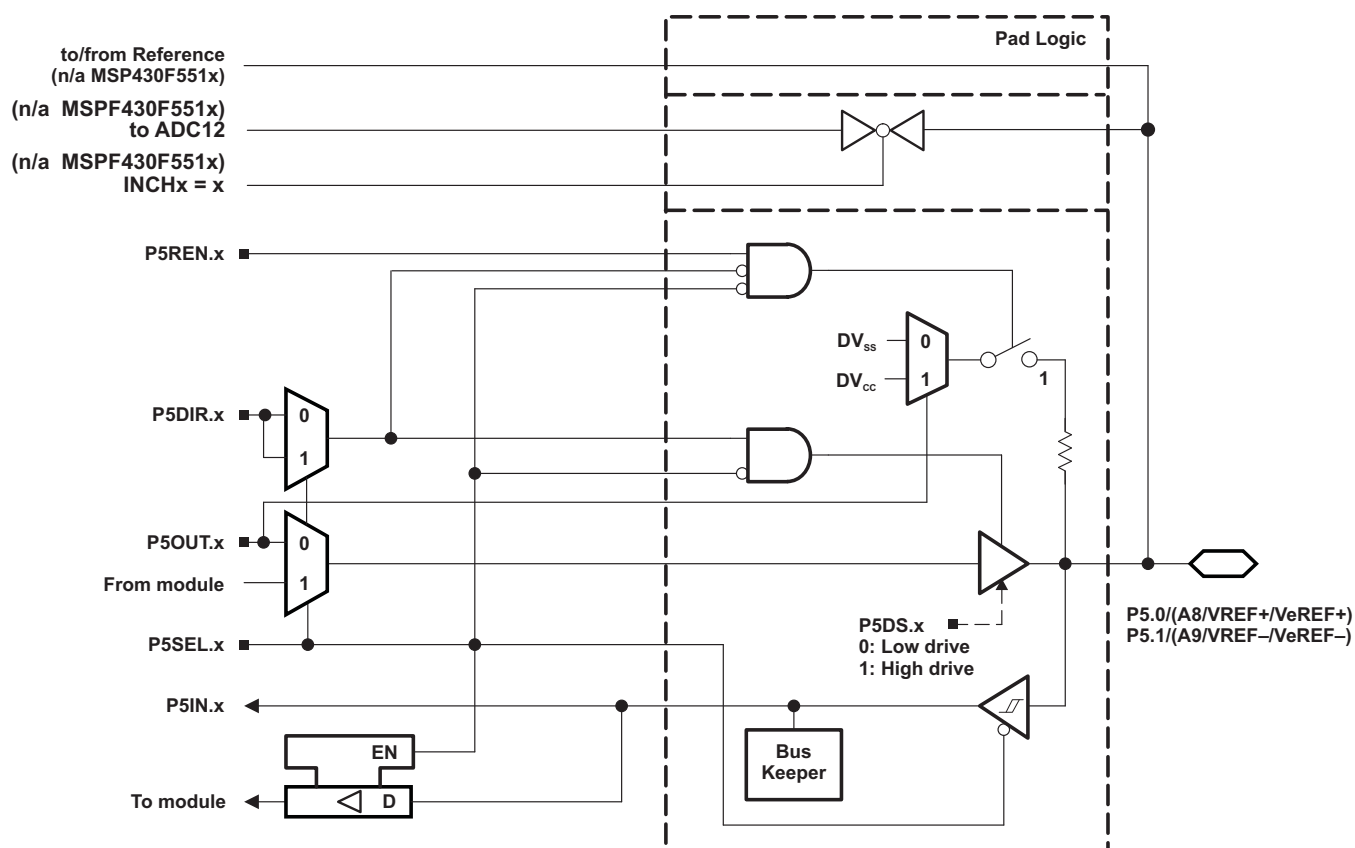 Pad Logic
to/from Reference
(n/a MSP430F551x)
(n/a MSPF430F551x)
to ADC12
(n/a MSPF430F551x)
INCHx = x
P5REN.x
DVss
0
DVcc
1
1
P5DIR.x
0
1
P5OUT.x
0
From module
1
P5DS.x
0: Low drive
1: High drive
P5.0/(A8/VREF+/VeREF+)
P5.1/(A9/VREF–/VeREF–)
P5SEL.x
P5IN.x
EN
Bus
Keeper
To module
D